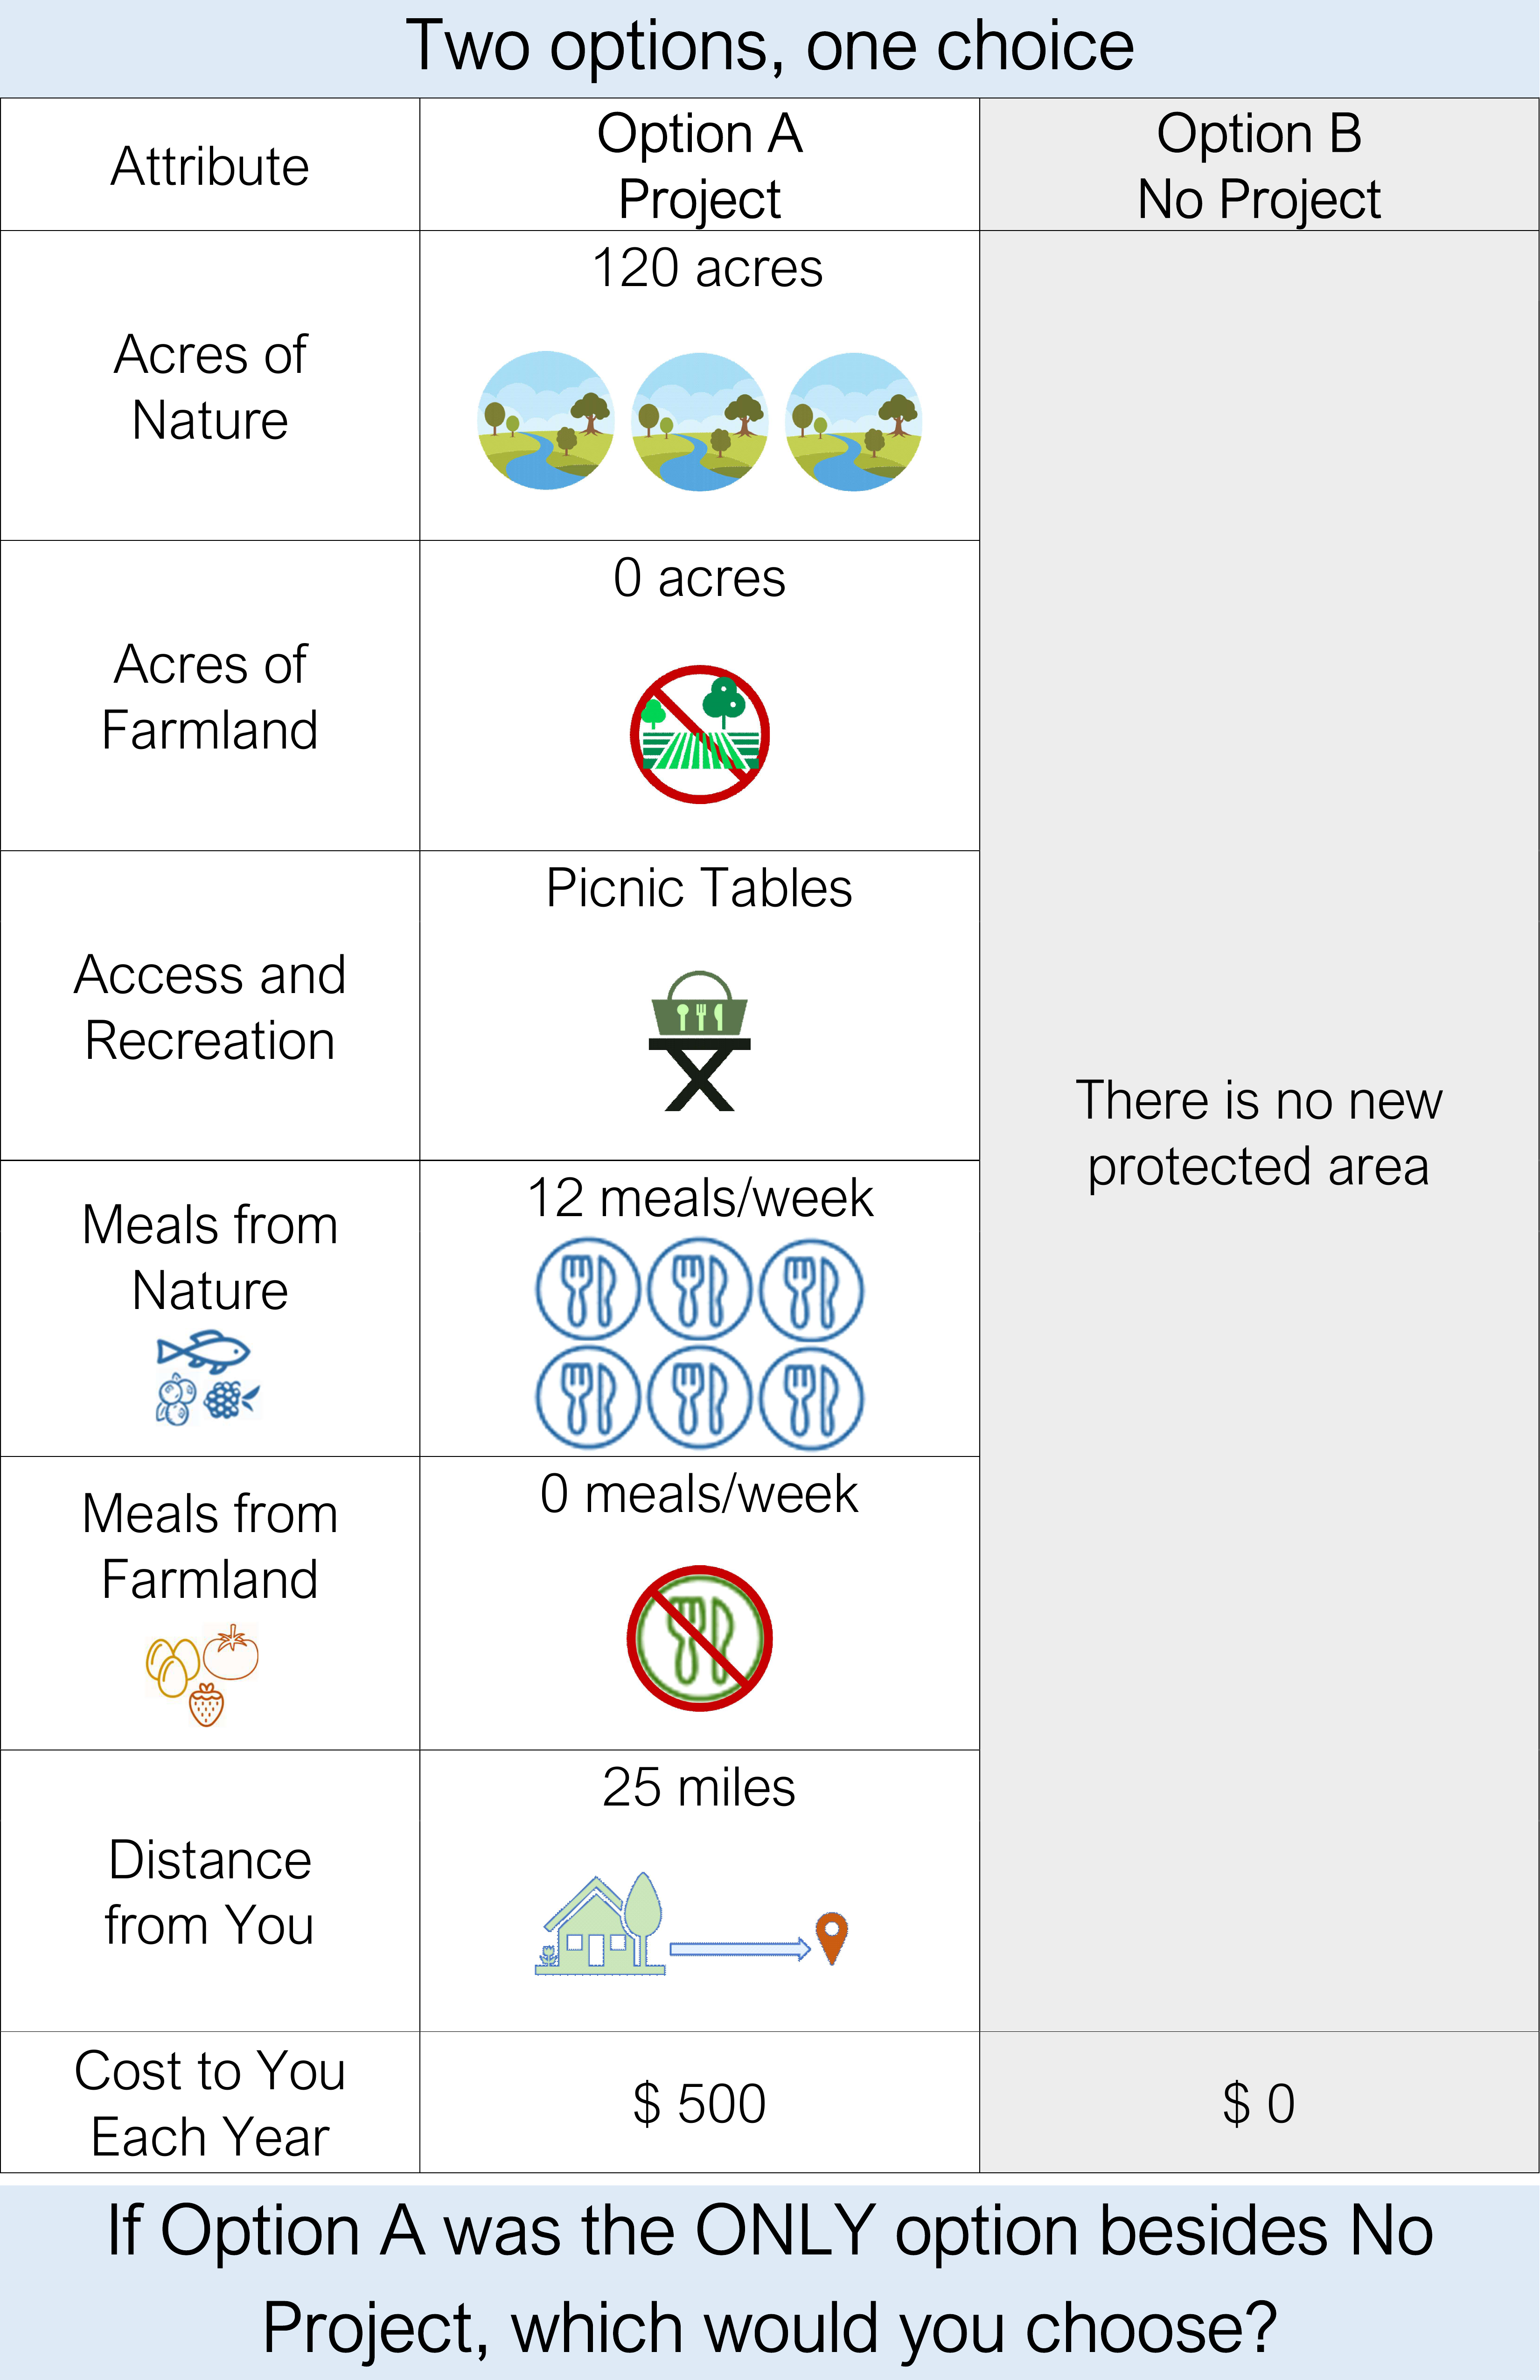 Two options, one choice
Attribute
Option A
Project
Option B
No Project
Acres of
Nature
120 acres
Acres of
Farmland
0 acres
Access and
Recreation
Picnic Tables
There is no new
protected area
Meals from
Nature
12 meals/week
Meals from
Farmland
0 meals/week
Distance
from You
25 miles
Cost to You
Each Year
$ 500
$ 0
If Option A was the ONLY option besides No
Project, which would you choose?